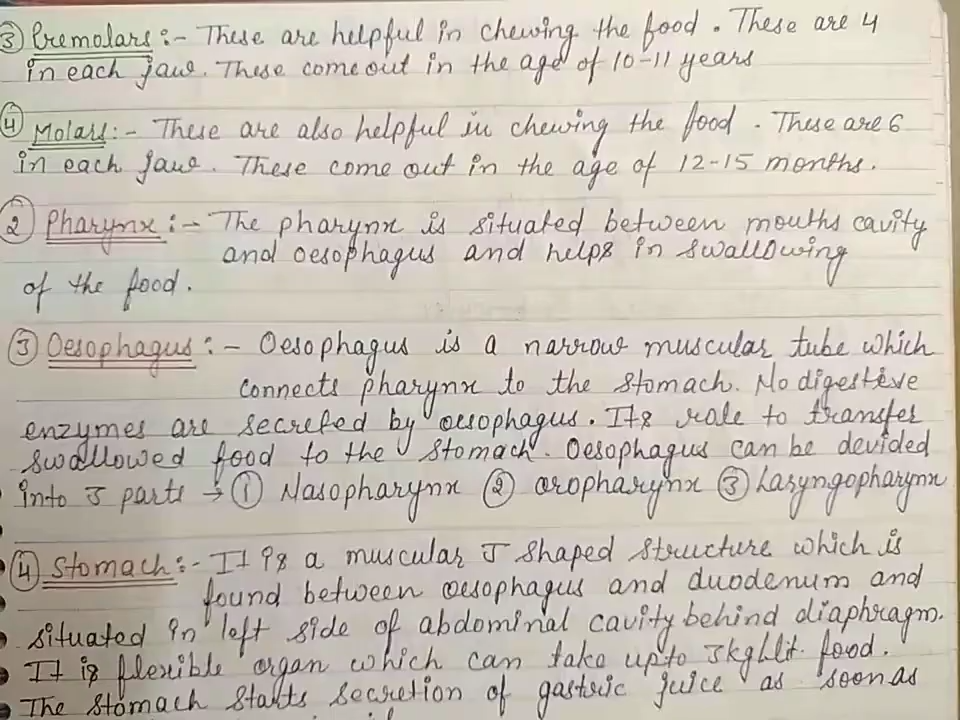 ③ Premolars :- These are helpful in chewing the food. These are 4
in each jaw. These come out in the age of 10-11 years
④ Molars :- These are also helpful in chewing the food. These are 6
in each jaw. These come out in the age of 12-15 months.
② Pharynx :- The pharynx is situated between mouths cavity
and oesophagus and helps in swallowing
of the food.
③ Oesophagus :- Oesophagus is a narrow muscular tube which
connects pharynx to the stomach. No digestive
enzymes are secreted by oesophagus. Its role to transfer
swallowed food to the stomach. Oesophagus can be devided
into 3 parts → ① Nasopharynx ② oropharynx ③ Laryngopharynx
④ Stomach :- It is a muscular J shaped structure which is
found between oesophagus and duodenum and
situated in left side of abdominal cavity behind diaphragm.
It is flexible organ which can take upto 3kg lit. food.
The stomach starts secretion of gastric juice as soon as